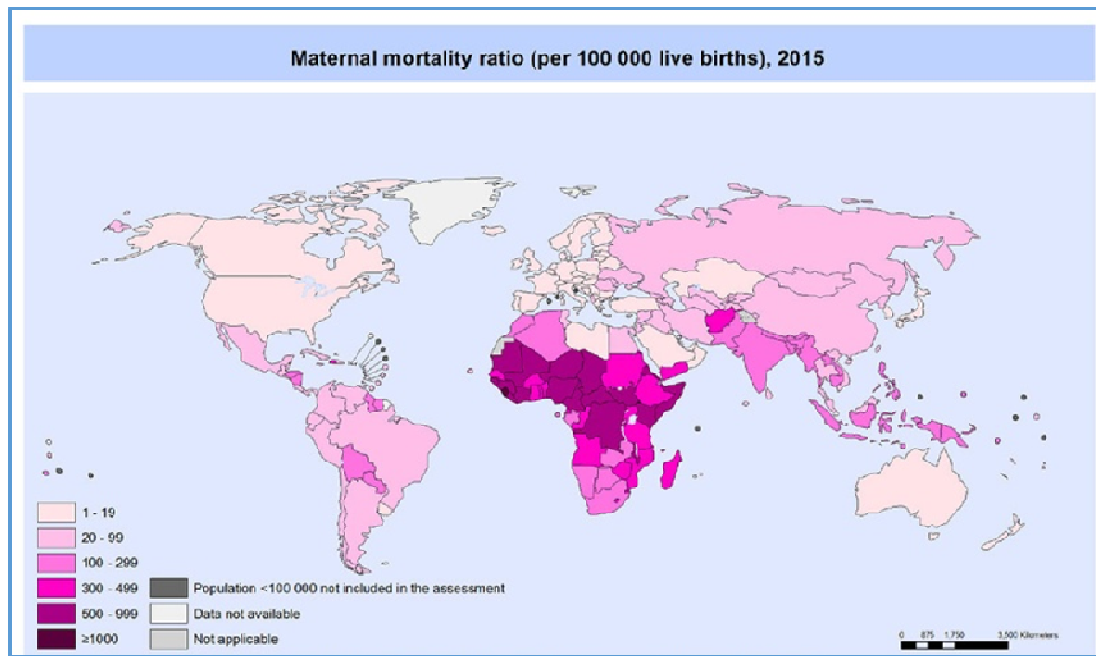 Maternal mortality ratio (per 100 000 live births), 2015
1 - 19
20 - 99
100 - 299
300 - 499
500 - 999
≥1000
Population <100 000 not included in the assessment
Data not available
Not applicable
0 875 1,750 3,500 Kilometers